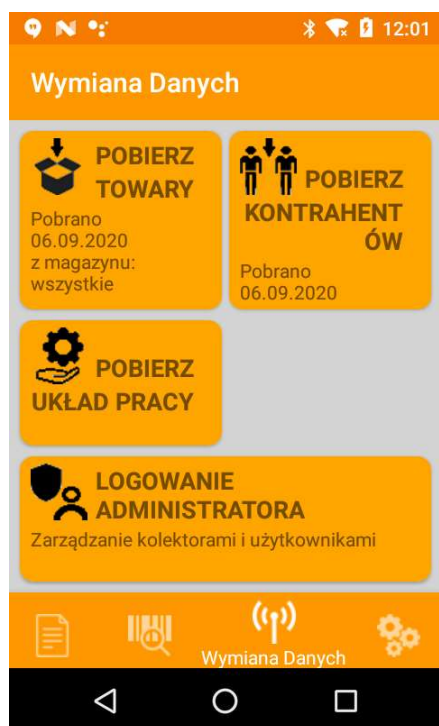 12:01
Wymiana Danych
POBIERZ
TOWARY
Pobrano
06.09.2020
z magazynu:
wszystkie
POBIERZ
KONTRAHENT
ÓW
Pobrano
06.09.2020
POBIERZ
UKŁAD PRACY
LOGOWANIE
ADMINISTRATORA
Zarządzanie kolektorami i użytkownikami
Wymiana Danych